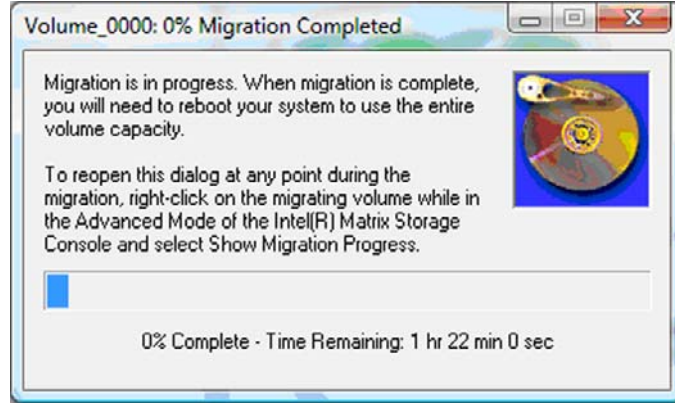 Volume_0000: 0% Migration Completed
Migration is in progress. When migration is complete,
you will need to reboot your system to use the entire
volume capacity.
To reopen this dialog at any point during the
migration, right-click on the migrating volume while in
the Advanced Mode of the Intel(R) Matrix Storage
Console and select Show Migration Progress.
0% Complete - Time Remaining: 1 hr 22 min 0 sec